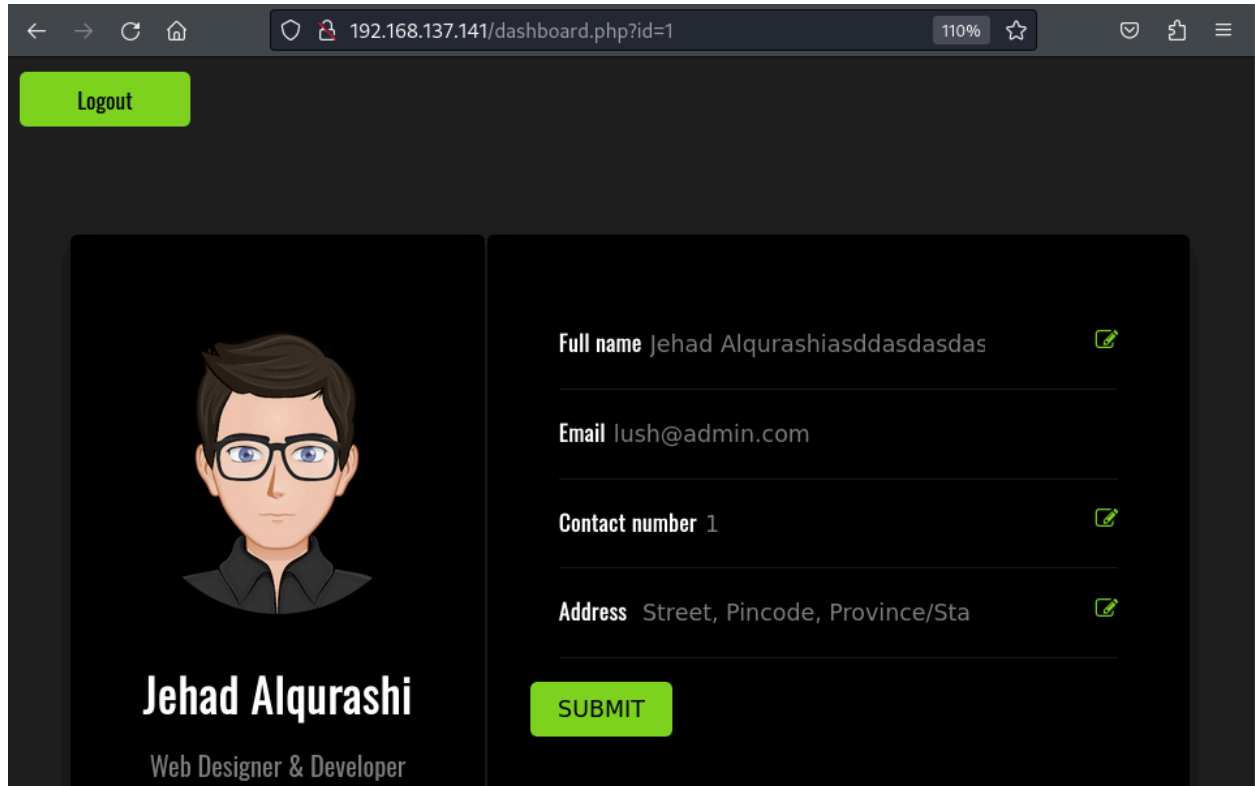 192.168.137.141/dashboard.php?id=1
110%
Logout
Full name Jehad Alqurashiasddasdasdas
Email lush@admin.com
Contact number 1
Address Street, Pincode, Province/Sta
SUBMIT
Jehad Alqurashi
Web Designer & Developer